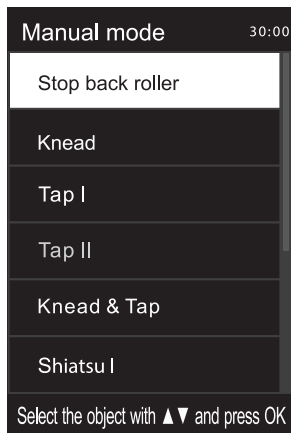 Manual mode 30:00
Stop back roller
Knead
Tap I
Tap II
Knead & Tap
Shiatsu I
Select the object with ▲▼ and press OK